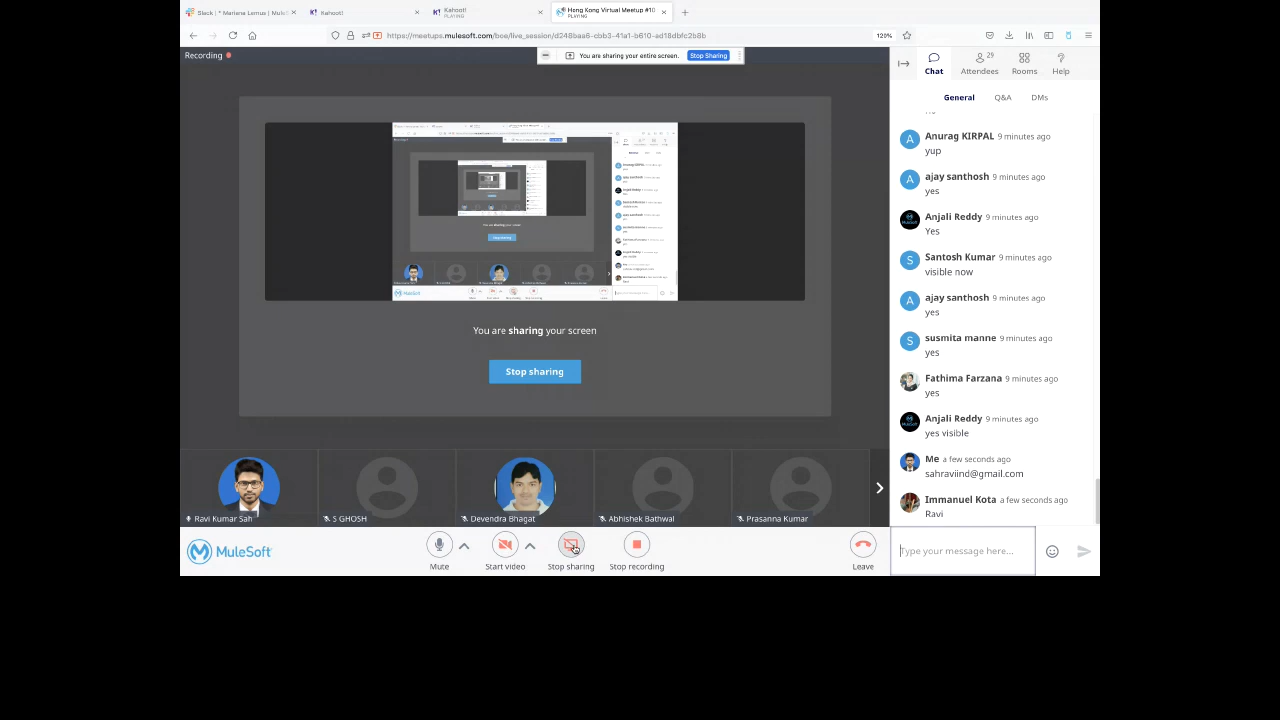 Slack | * Mariana Lemus | Mul
Kahoot!
Kahoot!
PLAYING
Hong Kong Virtual Meetup #10
PLAYING
https://meetups.mulesoft.com/boe/live_session/d248baa6-cbb3-41a1-b610-ad18dbfc2b8b
120%
Recording
You are sharing your entire screen.
Stop Sharing
29
Chat
Attendees
Rooms
Help
General
Q&A
DMs
Anurag KIRPAL 9 minutes ago
yup
ajay santhosh 9 minutes ago
yes
Anjali Reddy 9 minutes ago
Yes
Santosh Kumar 9 minutes ago
visible now
ajay santhosh 9 minutes ago
yes
susmita manne 9 minutes ago
yes
Fathima Farzana 9 minutes ago
yes
Anjali Reddy 9 minutes ago
yes visible
Me a few seconds ago
sahraviind@gmail.com
Immanuel Kota a few seconds ago
Ravi
You are sharing your screen
Stop sharing
Ravi Kumar Sah
S GHOSH
Devendra Bhagat
Abhishek Bathwal
Prasanna Kumar
MuleSoft
Mute
Start video
Stop sharing
Stop recording
Leave
Type your message here...